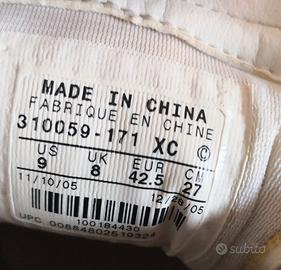 MADE IN CHINA
FABRIQUE EN CHINE
310059-171 XC ©
US UK EUR CM
9 8 42.5 27
11/10/05 12/26/05
100184430
UPC 00884802519324
subito